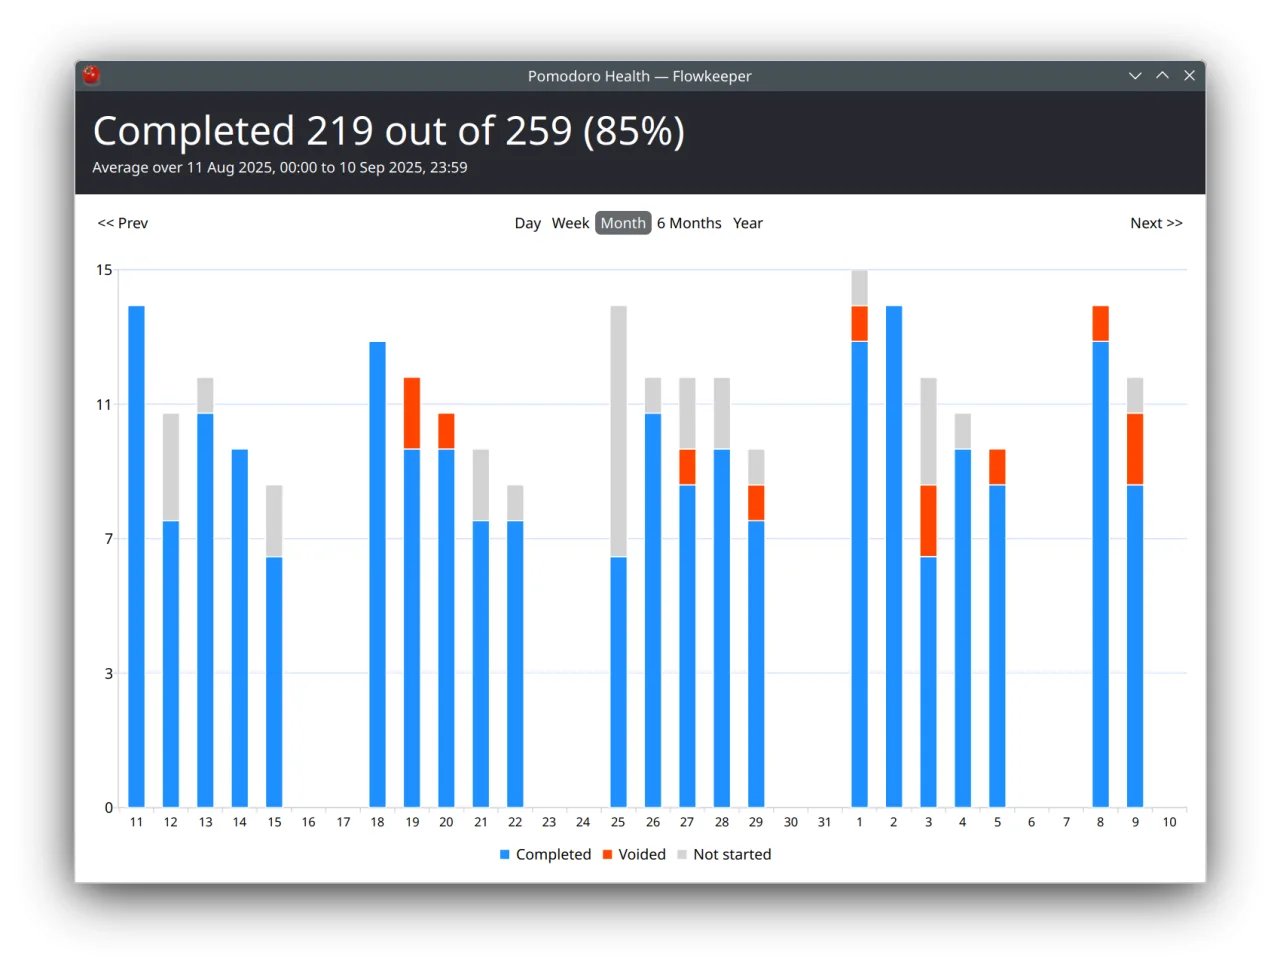 Pomodoro Health — Flowkeeper
Completed 219 out of 259 (85%)
Average over 11 Aug 2025, 00:00 to 10 Sep 2025, 23:59
<< Prev Day Week Month 6 Months Year Next >>
15
11
7
3
0
11 12 13 14 15 16 17 18 19 20 21 22 23 24 25 26 27 28 29 30 31 1 2 3 4 5 6 7 8 9 10
Completed Voided Not started